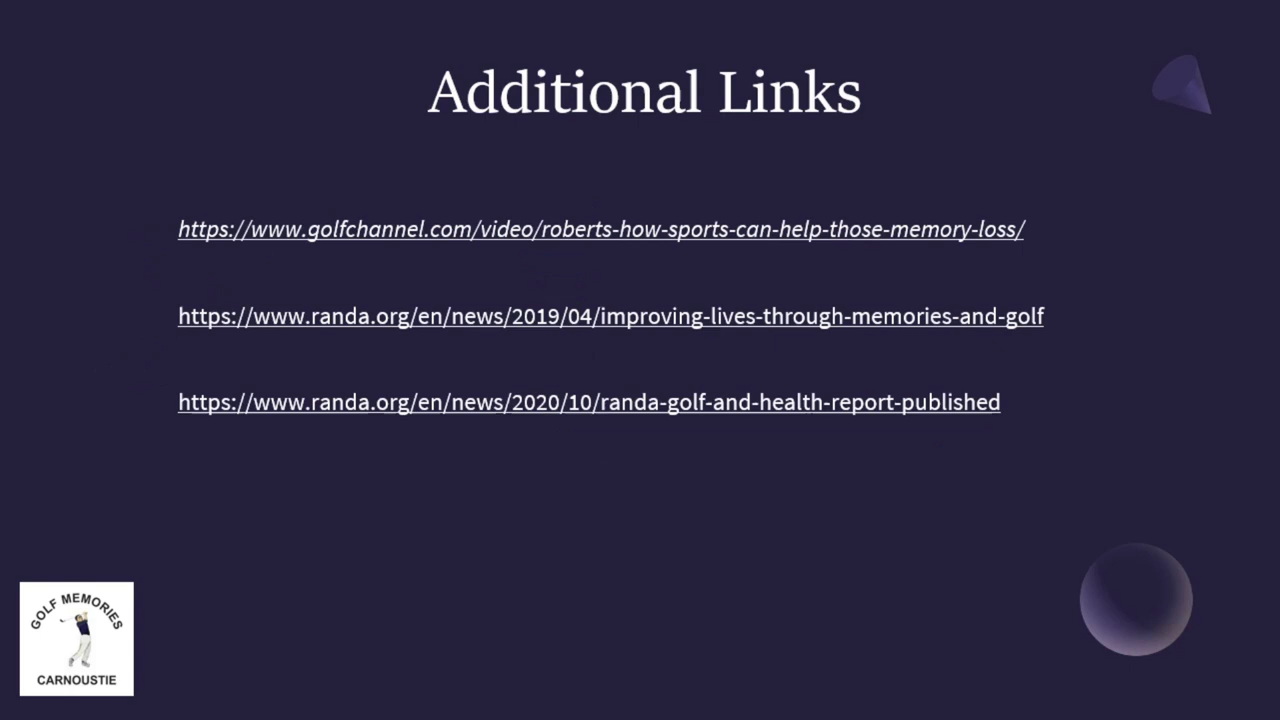 Additional Links
https://www.golfchannel.com/video/roberts-how-sports-can-help-those-memory-loss/
https://www.randa.org/en/news/2019/04/improving-lives-through-memories-and-golf
https://www.randa.org/en/news/2020/10/randa-golf-and-health-report-published
GOLF MEMORIES
CARNOUSTIE